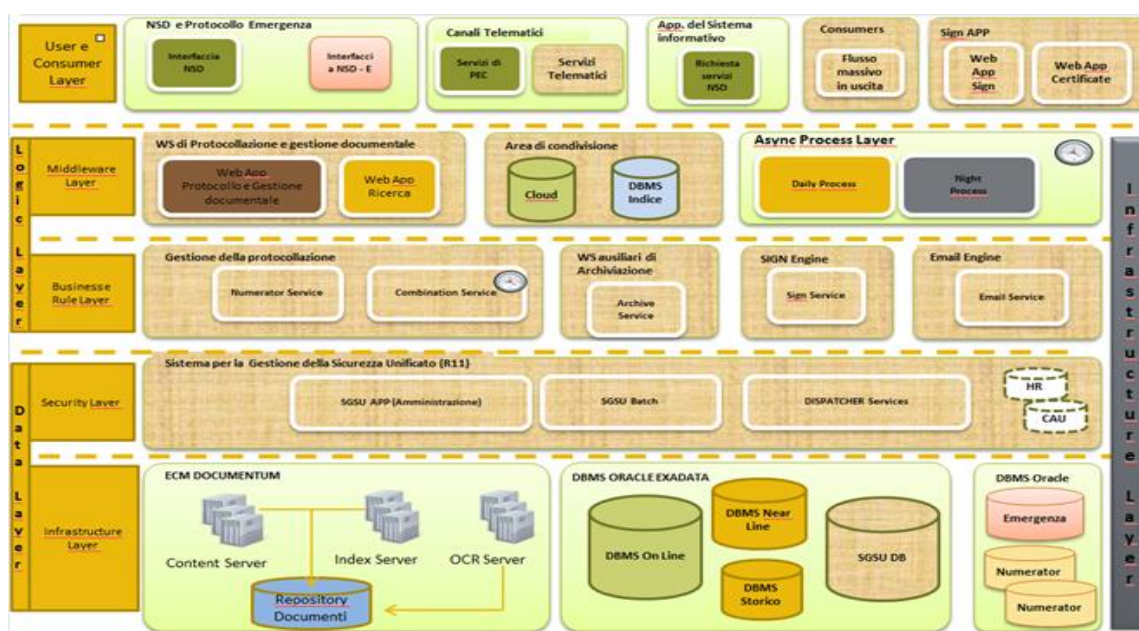 User e
Consumer
Layer
NSD e Protocollo Emergenza
Interfaccia
NSD
Interfacci
a NSD - E
Canali Telematici
Servizi di
PEC
Servizi
Telematici
App. del Sistema
informativo
Richiesta
servizi
NSD
Consumers
Flusso
massivo
in uscita
Sign APP
Web
App
Sign
Web App
Certificate
Logic Layer
Middleware
Layer
WS di Protocollazione e gestione documentale
Web App
Protocollo e Gestione
documentale
Web App
Ricerca
Area di condivisione
Cloud
DBMS
Indice
Async Process Layer
Daily Process
Night
Process
Businesse
Rule Layer
Gestione della protocollazione
Numerator Service
Combination Service
WS ausiliari di
Archiviazione
Archive
Service
SIGN Engine
Sign Service
Email Engine
Email Service
Data Layer
Security Layer
Sistema per la Gestione della Sicurezza Unificato (R11)
SGSU APP (Amministrazione)
SGSU Batch
DISPATCHER Services
HR
CAU
Infrastructure
Layer
ECM DOCUMENTUM
Content Server
Index Server
OCR Server
Repository
Documenti
DBMS ORACLE EXADATA
DBMS On Line
DBMS Near
Line
DBMS
Storico
SGSU DB
DBMS Oracle
Emergenza
Numerator
Numerator
Infrastructure Layer